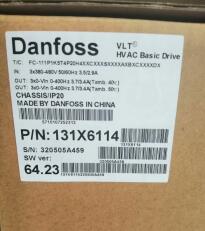 Danfoss VLT®
HVAC Basic Drive
T/C: FC-111P1K5T4P20H4XXCXXXSXXXXAXBXCXXXXDX
IN: 3x380-480V 50/60Hz 3.5/2.9A
OUT: 3x0-Vin 0-400Hz 3.7/3.4A(Tamb. 40c)
OUT: 3x0-Vin 0-400Hz 3.7/3.4A(Tamb. 50c)
CHASSIS/IP20
MADE BY DANFOSS IN CHINA
P/N: 131X6114
131X6114
S/N: 320505A459
320505A459
SW ver:
64.23